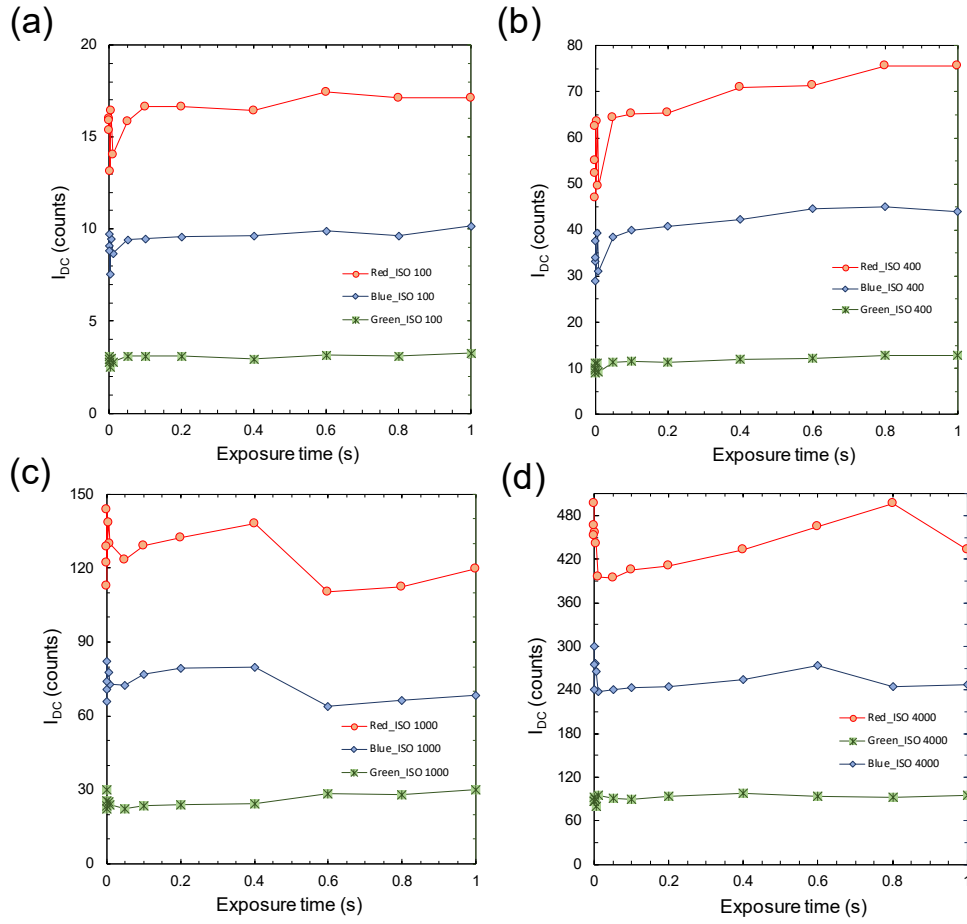 (a)
20
15
10
5
0
I_DC (counts)
Red_ISO 100
Blue_ISO 100
Green_ISO 100
0 0.2 0.4 0.6 0.8 1
Exposure time (s)
(b)
80
70
60
50
40
30
20
10
0
I_DC (counts)
Red_ISO 400
Blue_ISO 400
Green_ISO 400
0 0.2 0.4 0.6 0.8 1
Exposure time (s)
(c)
150
120
90
60
30
0
I_DC (counts)
Red_ISO 1000
Blue_ISO 1000
Green_ISO 1000
0 0.2 0.4 0.6 0.8 1
Exposure time (s)
(d)
480
420
360
300
240
180
120
60
0
I_DC (counts)
Red_ISO 4000
Green_ISO 4000
Blue_ISO 4000
0 0.2 0.4 0.6 0.8 1
Exposure time (s)